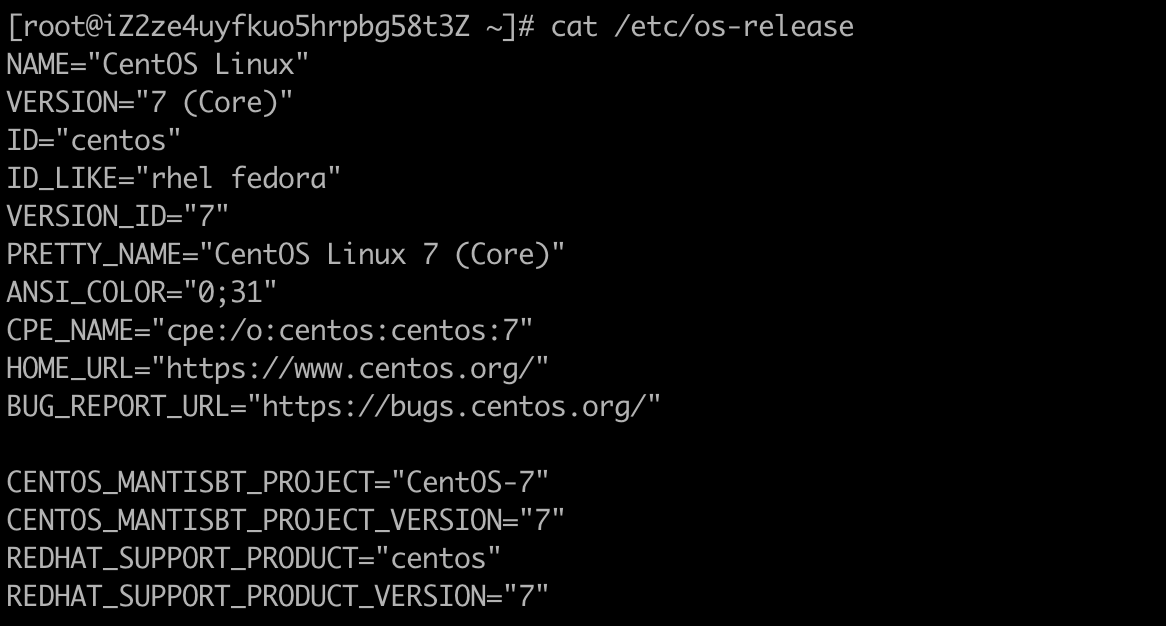 [root@iZ2ze4uyfkuo5hrpbg58t3Z ~]# cat /etc/os-release
NAME="CentOS Linux"
VERSION="7 (Core)"
ID="centos"
ID_LIKE="rhel fedora"
VERSION_ID="7"
PRETTY_NAME="CentOS Linux 7 (Core)"
ANSI_COLOR="0;31"
CPE_NAME="cpe:/o:centos:centos:7"
HOME_URL="https://www.centos.org/"
BUG_REPORT_URL="https://bugs.centos.org/"

CENTOS_MANTISBT_PROJECT="CentOS-7"
CENTOS_MANTISBT_PROJECT_VERSION="7"
REDHAT_SUPPORT_PRODUCT="centos"
REDHAT_SUPPORT_PRODUCT_VERSION="7"